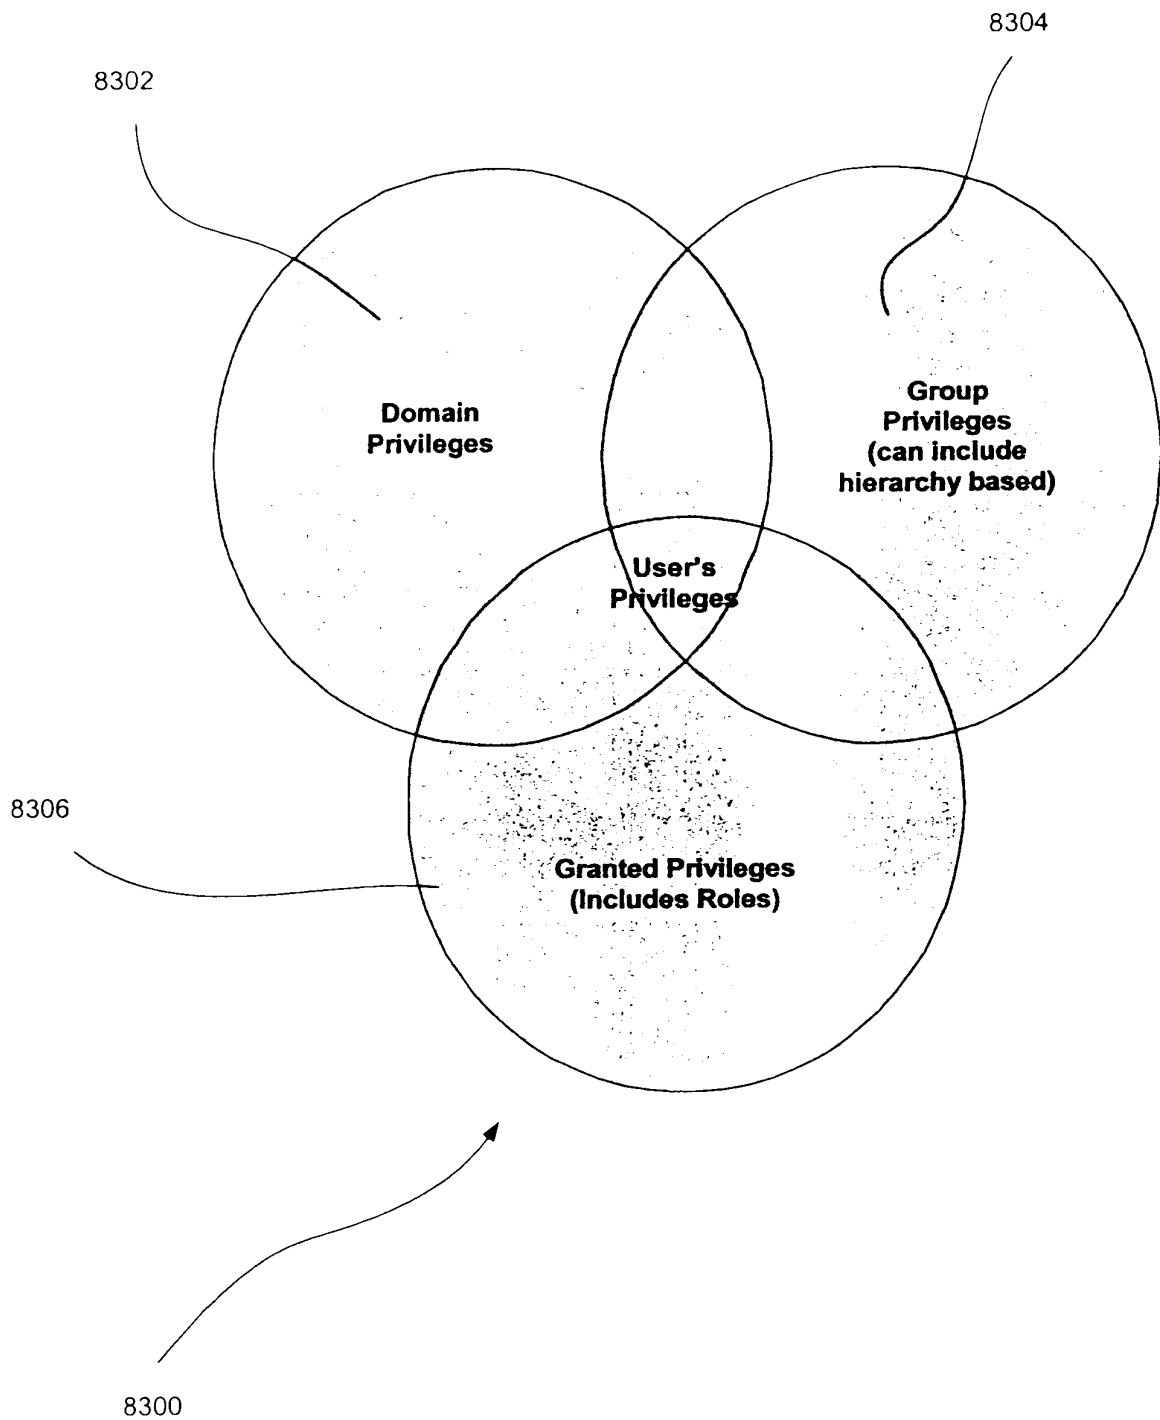 8304
8302
Domain
Privileges
Group
Privileges
(can include
hierarchy based)
User's
Privileges
8306
Granted Privileges
(Includes Roles)
8300